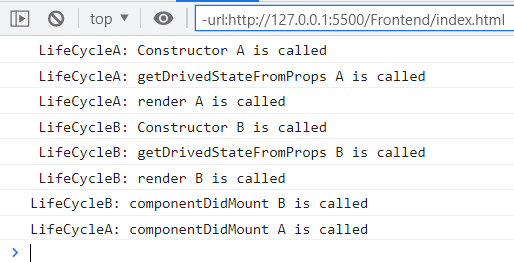 top
-url:http://127.0.0.1:5500/Frontend/index.html
LifeCycleA: Constructor A is called
LifeCycleA: getDrivedStateFromProps A is called
LifeCycleA: render A is called
LifeCycleB: Constructor B is called
LifeCycleB: getDrivedStateFromProps B is called
LifeCycleB: render B is called
LifeCycleB: componentDidMount B is called
LifeCycleA: componentDidMount A is called